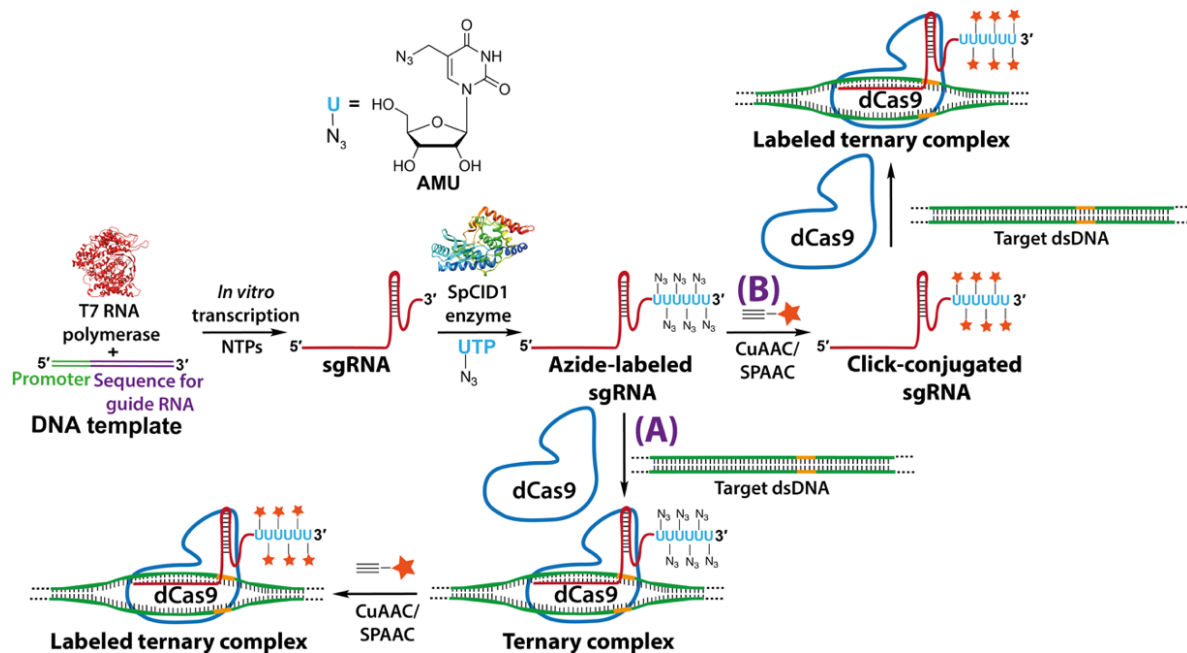 N₃
O
NH
N
O
HO
O
HO
OH
U
=
N₃
AMU
T7 RNA
polymerase
+
5′
3′
Promoter
Sequence for
guide RNA
DNA template
In vitro
transcription
NTPs
5′
3′
sgRNA
SpCID1
enzyme
UTP
N₃
N₃ N₃ N₃
UUUUUU 3′
N₃ N₃ N₃
5′
Azide-labeled
sgRNA
(B)
CuAAC/
SPAAC
UUUUUU 3′
5′
Click-conjugated
sgRNA
dCas9
Target dsDNA
UUUUUU 3′
dCas9
Labeled ternary complex
(A)
dCas9
Target dsDNA
N₃ N₃ N₃
UUUUUU 3′
N₃ N₃ N₃
dCas9
Ternary complex
CuAAC/
SPAAC
UUUUUU 3′
dCas9
Labeled ternary complex